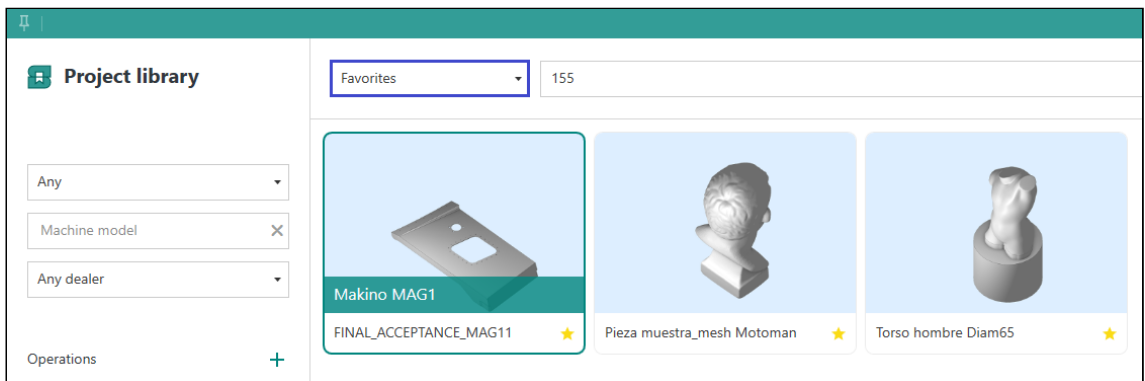 Project library
Favorites
155
Any
Machine model
Any dealer
Operations
Makino MAG1
FINAL_ACCEPTANCE_MAG11
Pieza muestra_mesh Motoman
Torso hombre Diam65